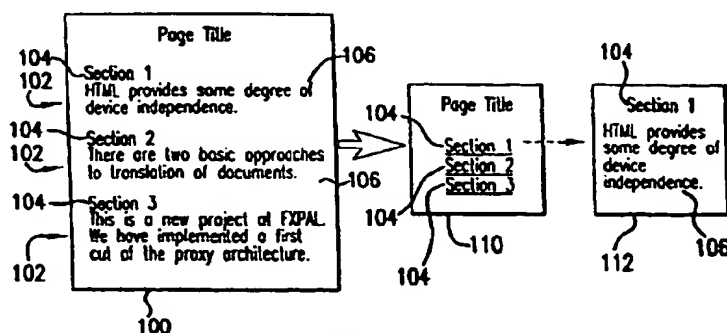 Page Title
104
Section 1
106
102
HTML provides some degree of
device independence.
104
Section 2
102
There are two basic approaches
to translation of documents.
106
104
Section 3
This is a new project at FXPAL.
We have implemented a first
102
cut of the proxy architecture.
100
Page Title
104
Section 1
Section 2
104
Section 3
104
110
104
Section 1
HTML provides
some degree of
device
independence.
106
112